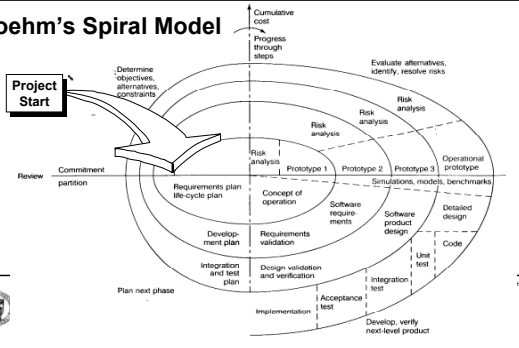 oehm's Spiral Model
Cumulative
cost
Progress
through
steps
Determine
objectives,
alternatives,
constraints
Evaluate alternatives,
identify, resolve risks
Project
Start
Risk
analysis
Risk
analysis
Risk
analysis
Risk
analysis
Prototype 1
Prototype 2
Prototype 3
Operational
prototype
Review
Commitment
partition
Simulations, models, benchmarks
Requirements plan
life-cycle plan
Concept of
operation
Software
require-
ments
Software
product
design
Detailed
design
Develop-
ment plan
Requirements
validation
Unit
test
Code
Integration
and test
plan
Design validation
and verification
Integration
test
Plan next phase
Acceptance
test
Implementation
Develop, verify
next-level product